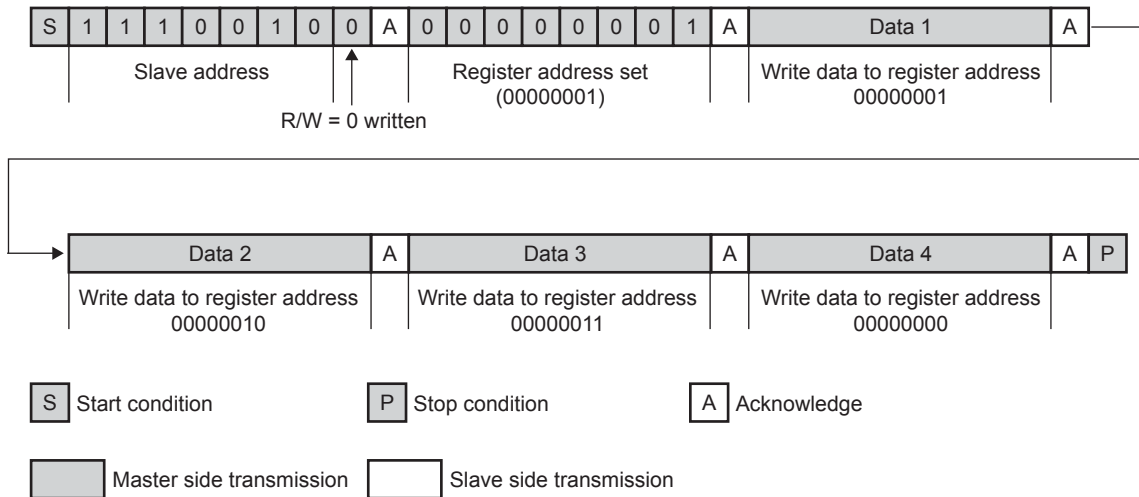 S 1 1 1 0 0 1 0 0 A 0 0 0 0 0 0 0 1 A Data 1 A
Slave address
Register address set
(00000001)
Write data to register address
00000001
R/W = 0 written
Data 2 A Data 3 A Data 4 A P
Write data to register address
00000010
Write data to register address
00000011
Write data to register address
00000000
S Start condition
P Stop condition
A Acknowledge
Master side transmission
Slave side transmission